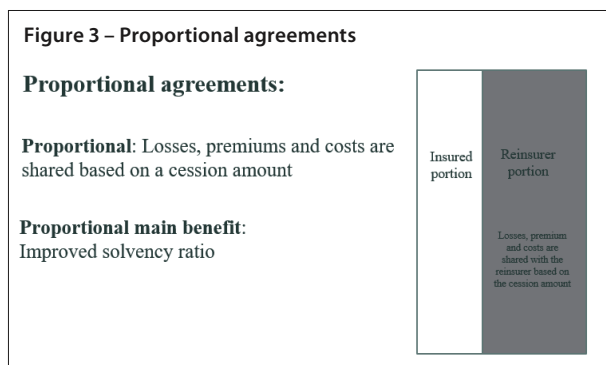 Figure 3 – Proportional agreements
Proportional agreements:
Proportional: Losses, premiums and costs are
shared based on a cession amount
Proportional main benefit:
Improved solvency ratio
Insured
portion
Reinsurer
portion
Losses, premium
and costs are
shared with the
reinsurer based on
the cession amount